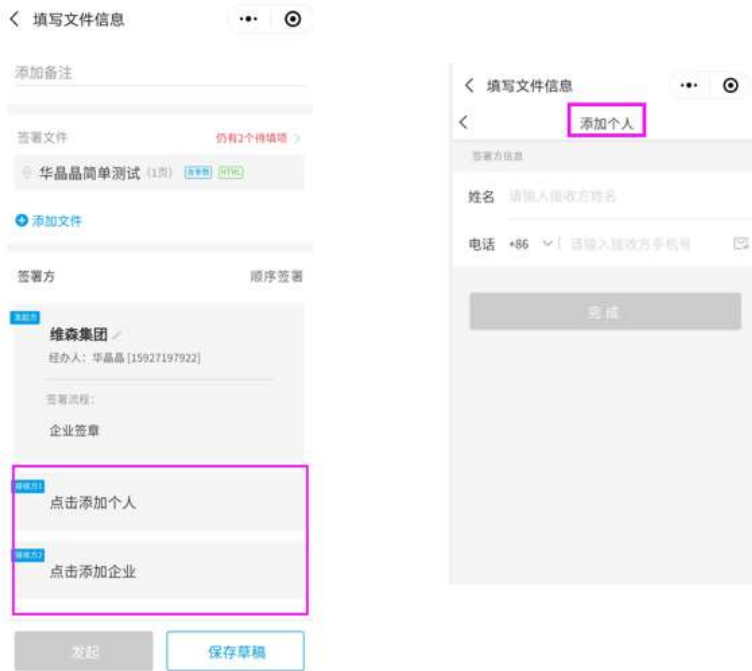 填写文件信息
添加备注
签署文件 仍有2个待填项 >
华晶晶简单测试 (1页) 含参数 HTML
添加文件
签署方 顺序签署
发起方
维森集团
经办人：华晶晶 [15927197922]
签署流程：
企业签章
接收方1
点击添加个人
接收方2
点击添加企业
发起 保存草稿
填写文件信息
添加个人
签署方信息
姓名 请输入接收方姓名
电话 +86 请输入接收方手机号
完成